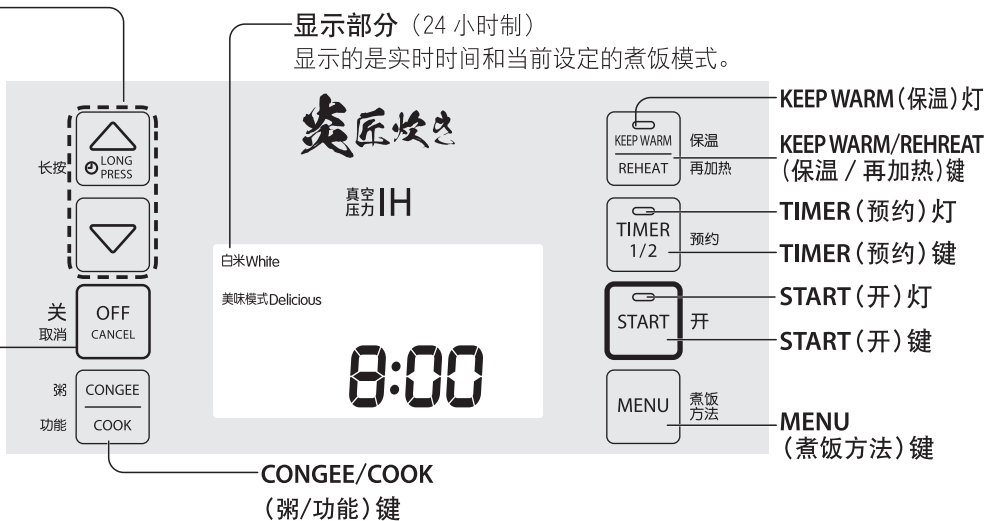 显示部分（24 小时制）
显示的是实时时间和当前设定的煮饭模式。
炎匠炊き
真空
压力 IH
长按
LONG
PRESS
关
取消
OFF
CANCEL
粥
功能
CONGEE
COOK
白米White
美味模式Delicious
8:00
KEEP WARM
REHEAT
保温
再加热
TIMER
1/2
预约
START
开
MENU
煮饭
方法
KEEP WARM（保温）灯
KEEP WARM/REHREAT
（保温 / 再加热）键
TIMER（预约）灯
TIMER（预约）键
START（开）灯
START（开）键
MENU
（煮饭方法）键
CONGEE/COOK
（粥/功能）键